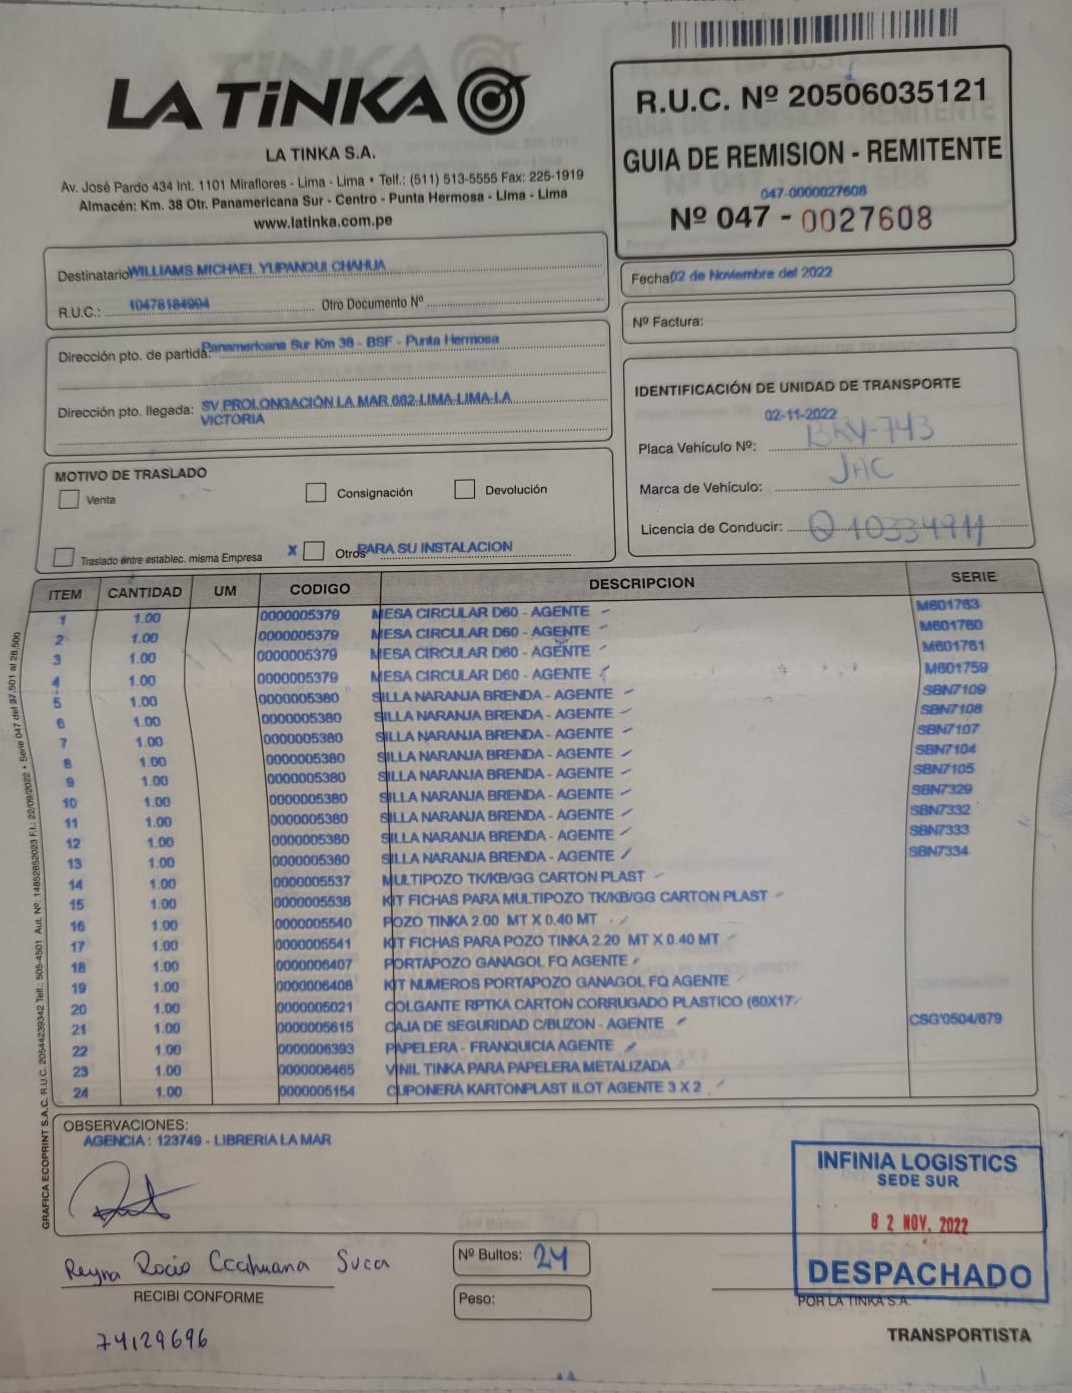 LA TiNKA
LA TINKA S.A.
Av. José Pardo 434 Int. 1101 Miraflores - Lima - Lima • Telf.: (511) 513-5555 Fax: 225-1919
Almacén: Km. 38 Otr. Panamericana Sur - Centro - Punta Hermosa - Lima - Lima
www.latinka.com.pe
R.U.C. Nº 20506035121
GUIA DE REMISION - REMITENTE
047-0000027608
Nº 047 - 0027608
Destinatario WILLIAMS MICHAEL YUPANQUI CHAHUA
R.U.C.: 10478184994 Otro Documento Nº
Fecha 02 de Noviembre del 2022
Nº Factura:
Dirección pto. de partida: Panamericana Sur Km 38 - BSF - Punta Hermosa
Dirección pto. llegada: SV PROLONGACIÓN LA MAR 682-LIMA-LIMA-LA
VICTORIA
IDENTIFICACIÓN DE UNIDAD DE TRANSPORTE
02-11-2022
Placa Vehículo Nº: BKY-743
Marca de Vehículo: JAC
Licencia de Conducir: Q10334911
MOTIVO DE TRASLADO
Venta Consignación Devolución
Traslado entre establec. misma Empresa X Otros PARA SU INSTALACION
ITEM CANTIDAD UM CODIGO DESCRIPCION SERIE
1 1.00 0000005379 MESA CIRCULAR D60 - AGENTE M601763
2 1.00 0000005379 MESA CIRCULAR D60 - AGENTE M601760
3 1.00 0000005379 MESA CIRCULAR D60 - AGENTE M601761
4 1.00 0000005379 MESA CIRCULAR D60 - AGENTE M601759
5 1.00 0000005380 SILLA NARANJA BRENDA - AGENTE SBN7109
6 1.00 0000005380 SILLA NARANJA BRENDA - AGENTE SBN7108
7 1.00 0000005380 SILLA NARANJA BRENDA - AGENTE SBN7107
8 1.00 0000005380 SILLA NARANJA BRENDA - AGENTE SBN7104
9 1.00 0000005380 SILLA NARANJA BRENDA - AGENTE SBN7105
10 1.00 0000005380 SILLA NARANJA BRENDA - AGENTE SBN7329
11 1.00 0000005380 SILLA NARANJA BRENDA - AGENTE SBN7332
12 1.00 0000005380 SILLA NARANJA BRENDA - AGENTE SBN7333
13 1.00 0000005380 SILLA NARANJA BRENDA - AGENTE SBN7334
14 1.00 0000005537 MULTIPOZO TK/KB/GG CARTON PLAST
15 1.00 0000005538 KIT FICHAS PARA MULTIPOZO TK/KB/GG CARTON PLAST
16 1.00 0000005540 POZO TINKA 2.00 MT X 0.40 MT
17 1.00 0000005541 KIT FICHAS PARA POZO TINKA 2.20 MT X 0.40 MT
18 1.00 0000006407 PORTAPOZO GANAGOL FQ AGENTE
19 1.00 0000006408 KIT NUMEROS PORTAPOZO GANAGOL FQ AGENTE
20 1.00 0000005021 COLGANTE RPTKA CARTON CORRUGADO PLASTICO (60X17
21 1.00 0000005615 CAJA DE SEGURIDAD C/BUZON - AGENTE CSG'0504/679
22 1.00 0000006393 PAPELERA - FRANQUICIA AGENTE
23 1.00 0000006465 VINIL TINKA PARA PAPELERA METALIZADA
24 1.00 0000005154 CUPONERA KARTONPLAST ILOT AGENTE 3 X 2
GRAFICA ECOPRINT S.A.C. R.U.C. 20544239342 Telf.: 505-4501 Aut. Nº: 14852852023 F.I.: 22/09/2022 • Serie 047 del 27,501 al 28,500
OBSERVACIONES:
AGENCIA : 123749 - LIBRERIA LA MAR
INFINIA LOGISTICS
SEDE SUR
02 NOV. 2022
DESPACHADO
Nº Bultos: 24
Peso:
Reyna Rocio Ccahuana Suca
RECIBI CONFORME
74129696
POR LA TINKA S.A.
TRANSPORTISTA